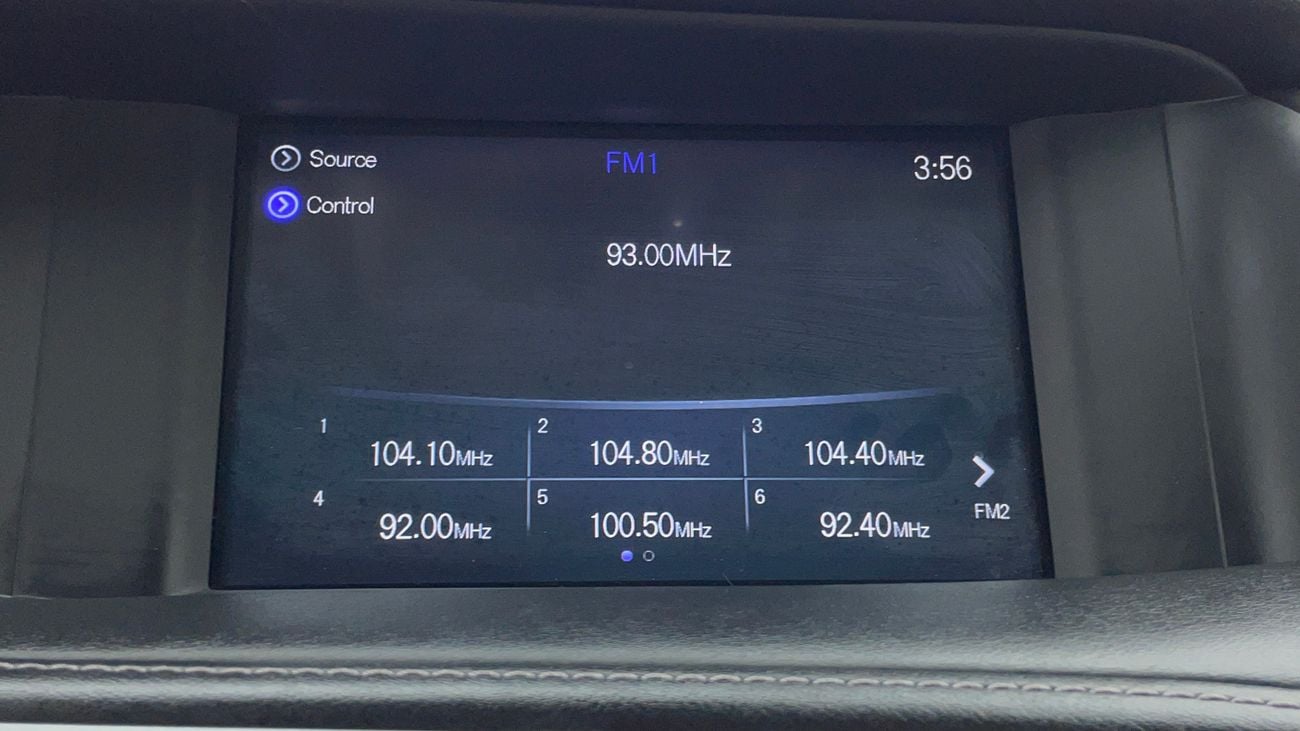 Source
FM1
3:56
Control
93.00MHz
1
2
3
104.10MHz
104.80MHz
104.40MHz
4
5
6
92.00MHz
100.50MHz
92.40MHz
FM2